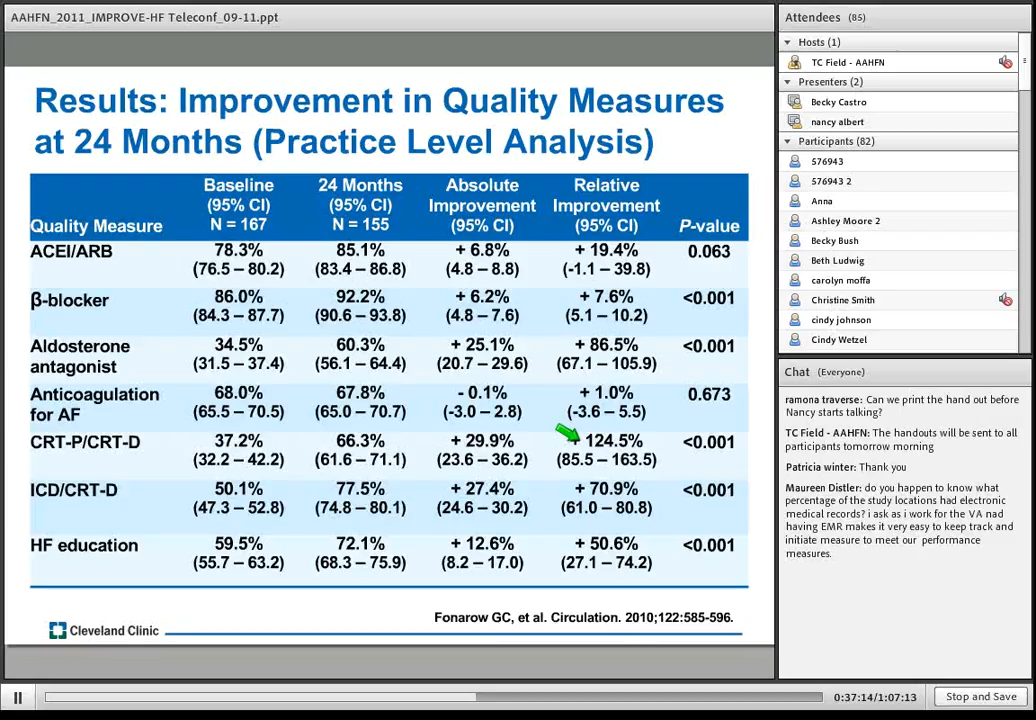 AAHFN_2011_IMPROVE-HF Teleconf_09-11.ppt
Results: Improvement in Quality Measures
at 24 Months (Practice Level Analysis)
Quality Measure Baseline (95% CI) N = 167 24 Months (95% CI) N = 155 Absolute Improvement (95% CI) Relative Improvement (95% CI) P-value
ACEI/ARB 78.3% 85.1% + 6.8% + 19.4% 0.063
(76.5 – 80.2) (83.4 – 86.8) (4.8 – 8.8) (-1.1 – 39.8)
β-blocker 86.0% 92.2% + 6.2% + 7.6% <0.001
(84.3 – 87.7) (90.6 – 93.8) (4.8 – 7.6) (5.1 – 10.2)
Aldosterone 34.5% 60.3% + 25.1% + 86.5% <0.001
antagonist (31.5 – 37.4) (56.1 – 64.4) (20.7 – 29.6) (67.1 – 105.9)
Anticoagulation 68.0% 67.8% - 0.1% + 1.0% 0.673
for AF (65.5 – 70.5) (65.0 – 70.7) (-3.0 – 2.8) (-3.6 – 5.5)
CRT-P/CRT-D 37.2% 66.3% + 29.9% + 124.5% <0.001
(32.2 – 42.2) (61.6 – 71.1) (23.6 – 36.2) (85.5 – 163.5)
ICD/CRT-D 50.1% 77.5% + 27.4% + 70.9% <0.001
(47.3 – 52.8) (74.8 – 80.1) (24.6 – 30.2) (61.0 – 80.8)
HF education 59.5% 72.1% + 12.6% + 50.6% <0.001
(55.7 – 63.2) (68.3 – 75.9) (8.2 – 17.0) (27.1 – 74.2)
Fonarow GC, et al. Circulation. 2010;122:585-596.
Cleveland Clinic
Attendees (85)
Hosts (1)
TC Field - AAHFN
Presenters (2)
Becky Castro
nancy albert
Participants (82)
576943
576943 2
Anna
Ashley Moore 2
Becky Bush
Beth Ludwig
carolyn moffa
Christine Smith
cindy johnson
Cindy Wetzel
Chat (Everyone)
ramona traverse: Can we print the hand out before
Nancy starts talking?
TC Field - AAHFN: The handouts will be sent to all
participants tomorrow morning
Patricia winter: Thank you
Maureen Distler: do you happen to know what
percentage of the study locations had electronic
medical records? i ask as i work for the VA nad
having EMR makes it very easy to keep track and
initiate measure to meet our performance
measures.
0:37:14/1:07:13
Stop and Save